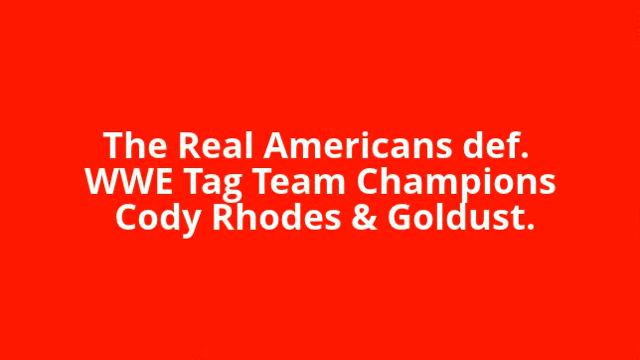 The Real Americans def.
WWE Tag Team Champions
Cody Rhodes & Goldust.